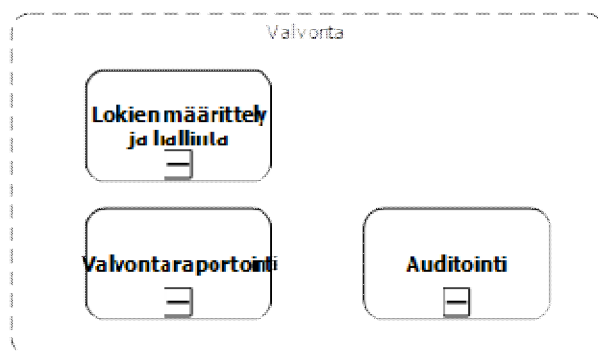 Valvonta
Lokien määrittely
ja hallinta
Valvontaraportointi
Auditointi